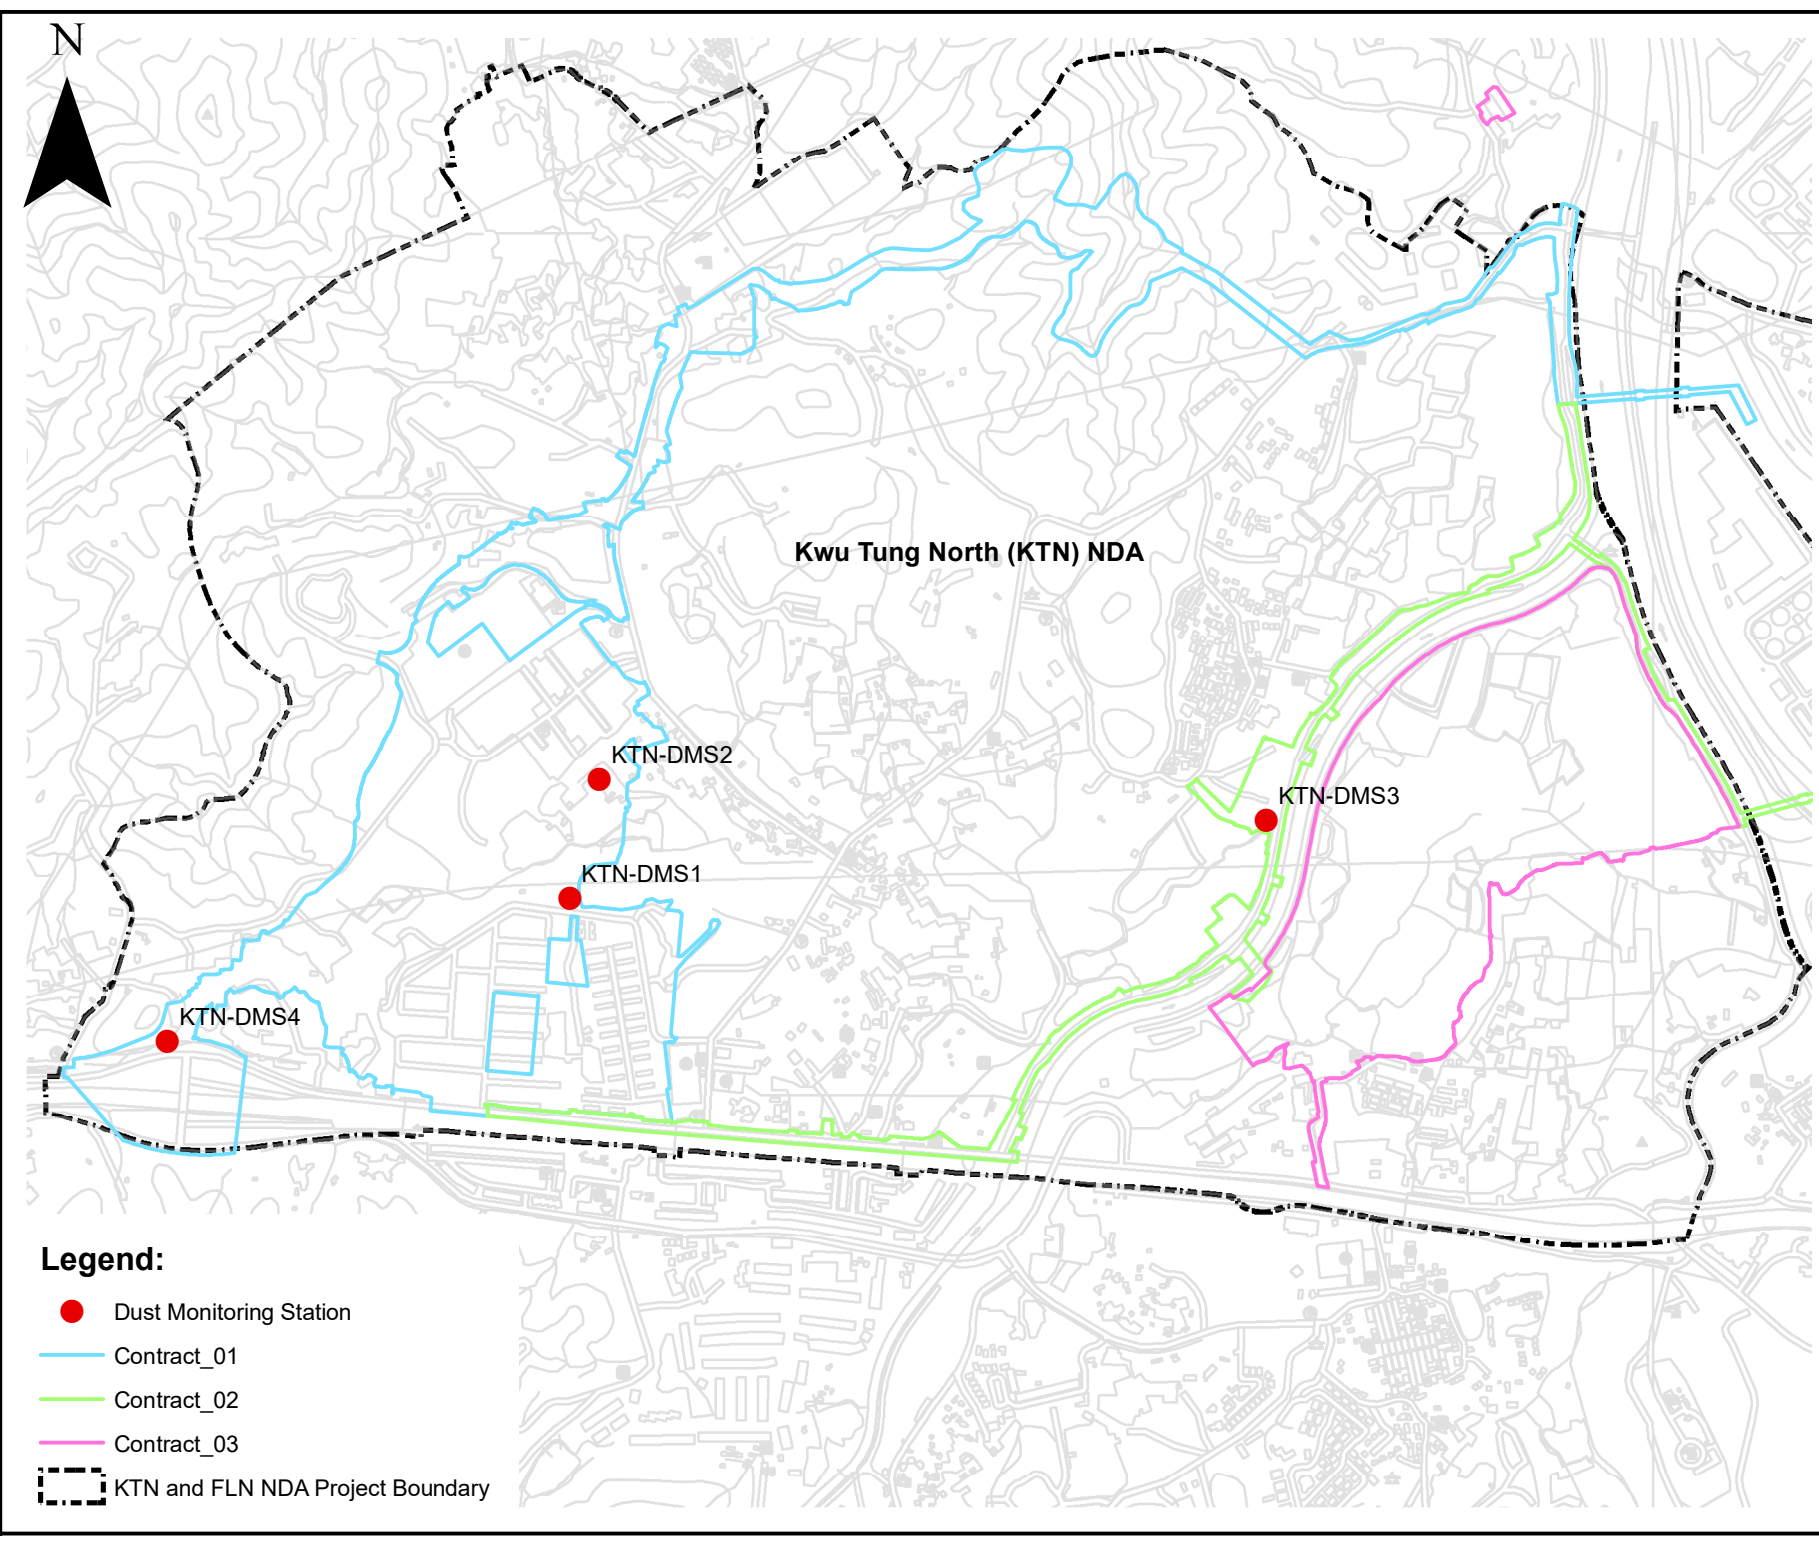 N
Kwu Tung North (KTN) NDA
KTN-DMS2
KTN-DMS3
KTN-DMS1
KTN-DMS4
Legend:
Dust Monitoring Station
Contract_01
Contract_02
Contract_03
KTN and FLN NDA Project Boundary